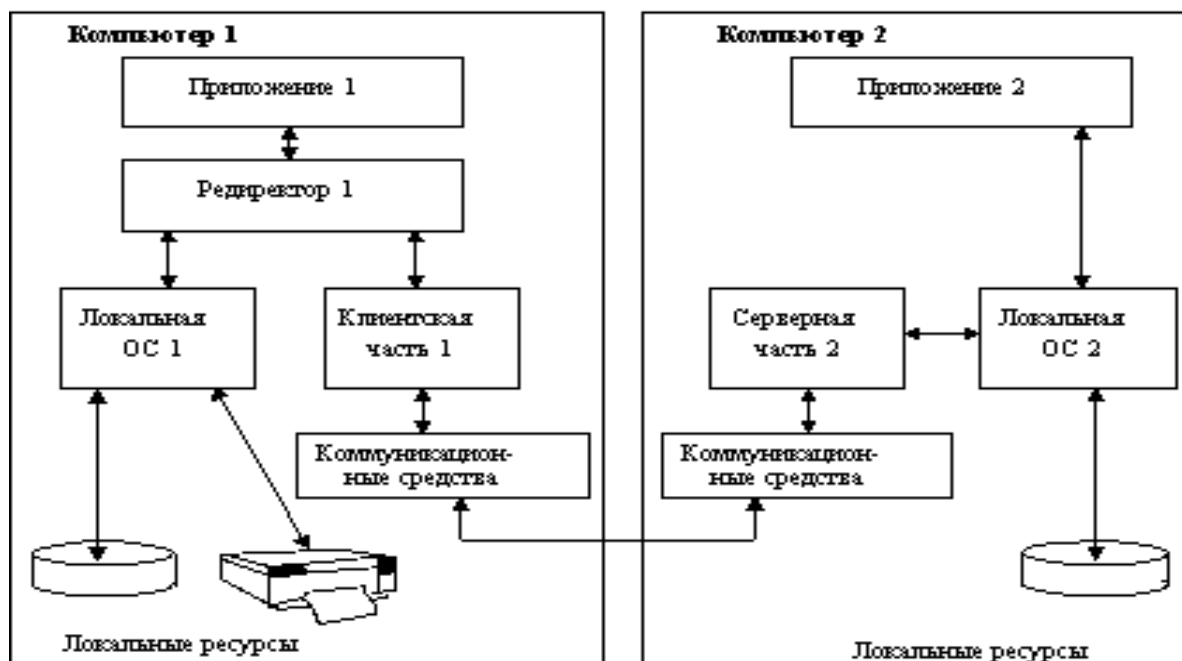 Компьютер 1
Приложение 1
Редиректор 1
Локальная
ОС 1
Клиентская
часть 1
Коммуникацион-
ные средства
Локальные ресурсы
Компьютер 2
Приложение 2
Серверная
часть 2
Локальная
ОС 2
Коммуникацион-
ные средства
Локальные ресурсы